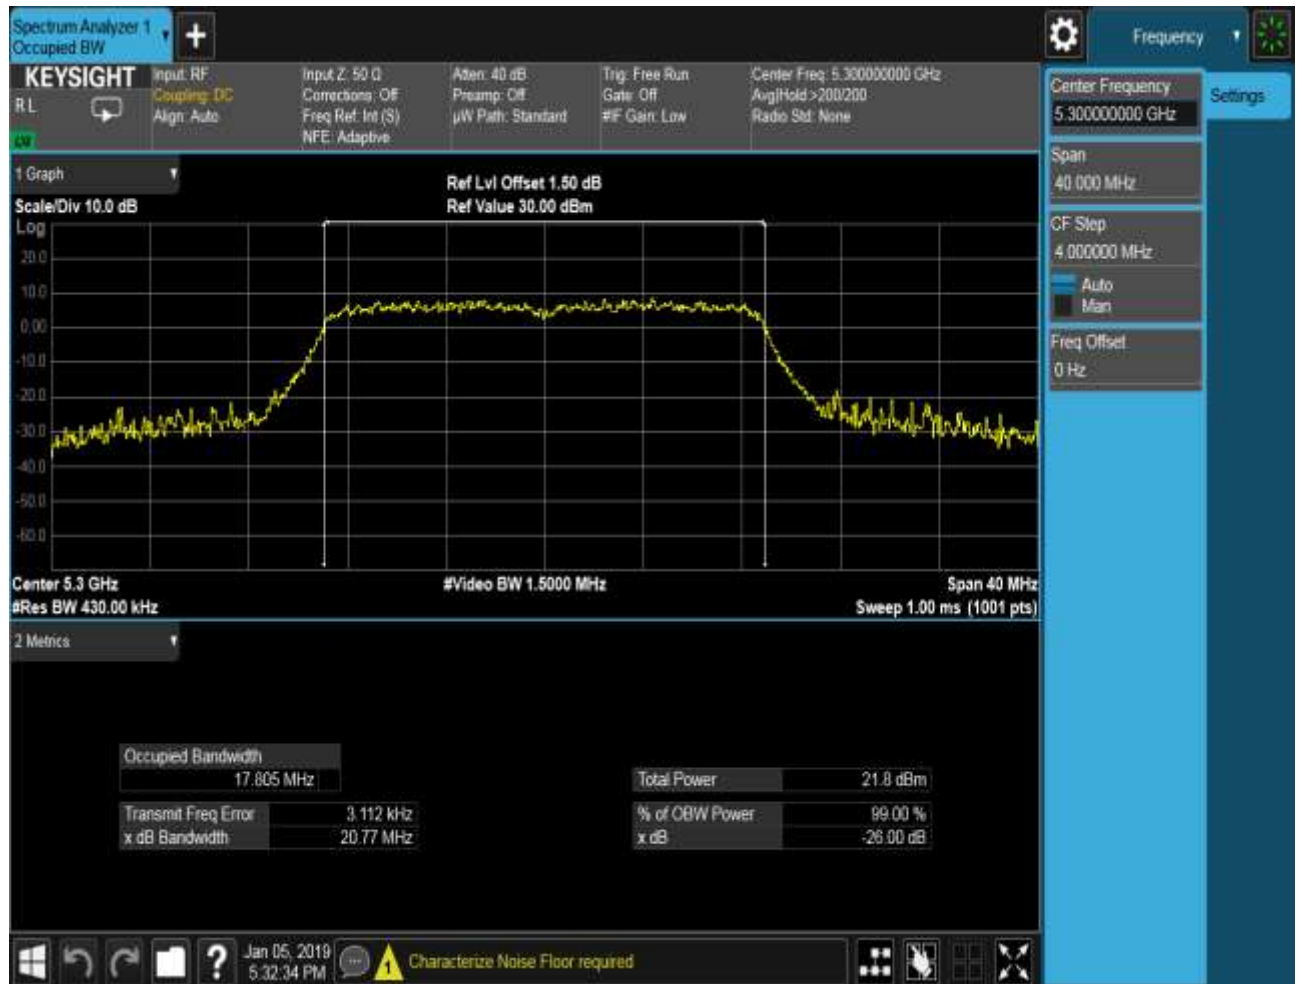 Spectrum Analyzer 1
Occupied BW
Frequency
KEYSIGHT
R L
Input: RF
Coupling: DC
Align: Auto
Input Z: 50 Ω
Corrections: Off
Freq Ref: Int (S)
NFE: Adaptive
Atten: 40 dB
Preamp: Off
µW Path: Standard
Trig: Free Run
Gate: Off
#IF Gain: Low
Center Freq: 5.300000000 GHz
Avg|Hold:>200/200
Radio Std: None
Center Frequency
5.300000000 GHz
Settings
Span
40.000 MHz
CF Step
4.000000 MHz
Auto
Man
Freq Offset
0 Hz
1 Graph
Scale/Div 10.0 dB
Ref Lvl Offset 1.50 dB
Ref Value 30.00 dBm
Log
20.0
10.0
0.00
-10.0
-20.0
-30.0
-40.0
-50.0
-60.0
Center 5.3 GHz
#Video BW 1.5000 MHz
Span 40 MHz
#Res BW 430.00 kHz
Sweep 1.00 ms (1001 pts)
2 Metrics
Occupied Bandwidth
17.805 MHz
Total Power 21.8 dBm
Transmit Freq Error 3.112 kHz
% of OBW Power 99.00 %
x dB Bandwidth 20.77 MHz
x dB -26.00 dB
? Jan 05, 2019
5:32:34 PM
1
Characterize Noise Floor required